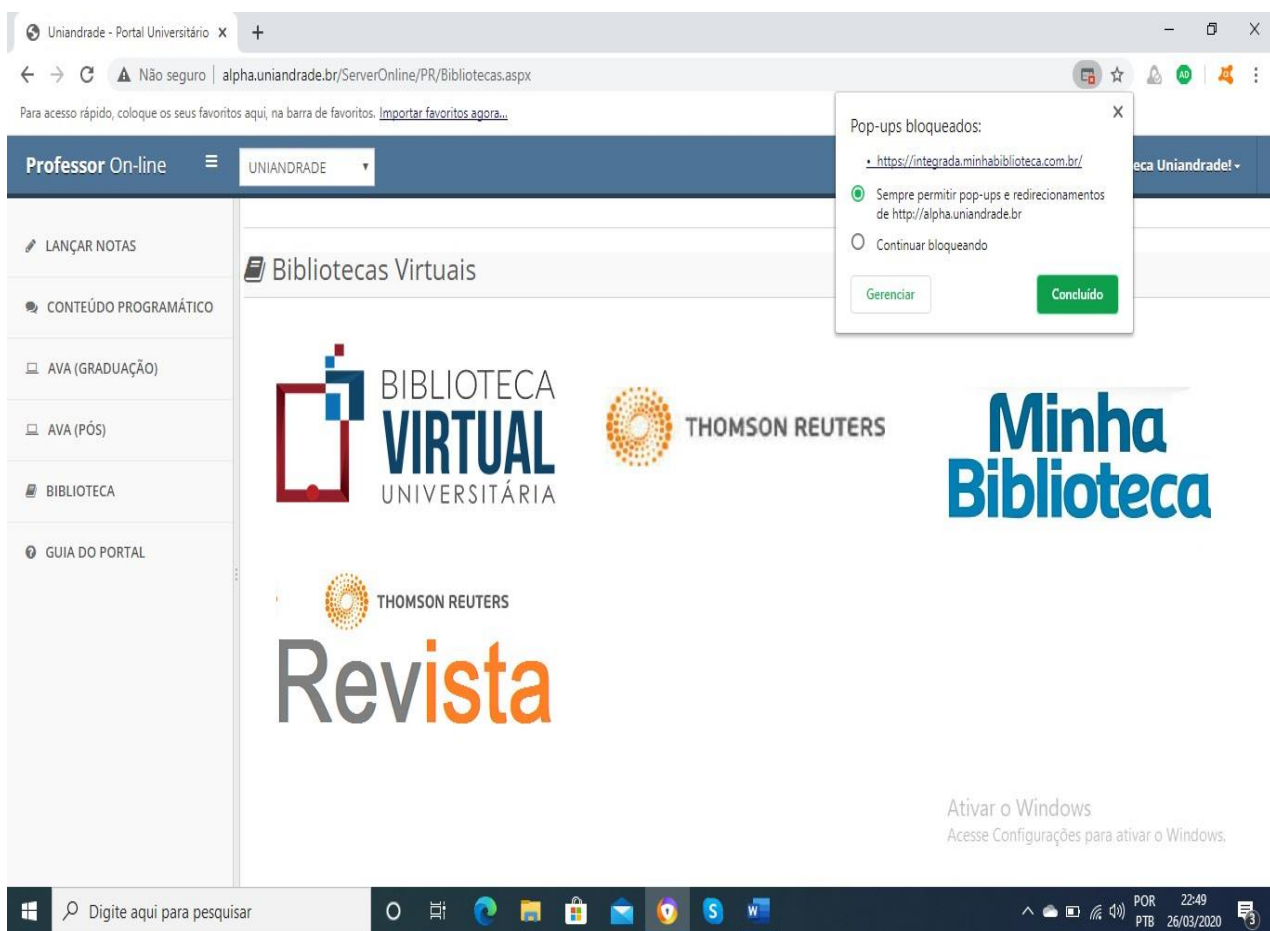 Uniandrade - Portal Universitário
Não seguro | alpha.uniandrade.br/ServerOnline/PR/Bibliotecas.aspx
Para acesso rápido, coloque os seus favoritos aqui, na barra de favoritos. Importar favoritos agora...
Pop-ups bloqueados:
https://integrada.minhabiblioteca.com.br/
Sempre permitir pop-ups e redirecionamentos
de http://alpha.uniandrade.br
Continuar bloqueando
Gerenciar
Concluído
Professor On-line
UNIANDRADE
eca Uniandrade!
LANÇAR NOTAS
CONTEÚDO PROGRAMÁTICO
AVA (GRADUAÇÃO)
AVA (PÓS)
BIBLIOTECA
GUIA DO PORTAL
Bibliotecas Virtuais
BIBLIOTECA
VIRTUAL
UNIVERSITÁRIA
THOMSON REUTERS
Minha
Biblioteca
THOMSON REUTERS
Revista
Ativar o Windows
Acesse Configurações para ativar o Windows.
Digite aqui para pesquisar
POR
PTB
22:49
26/03/2020
3